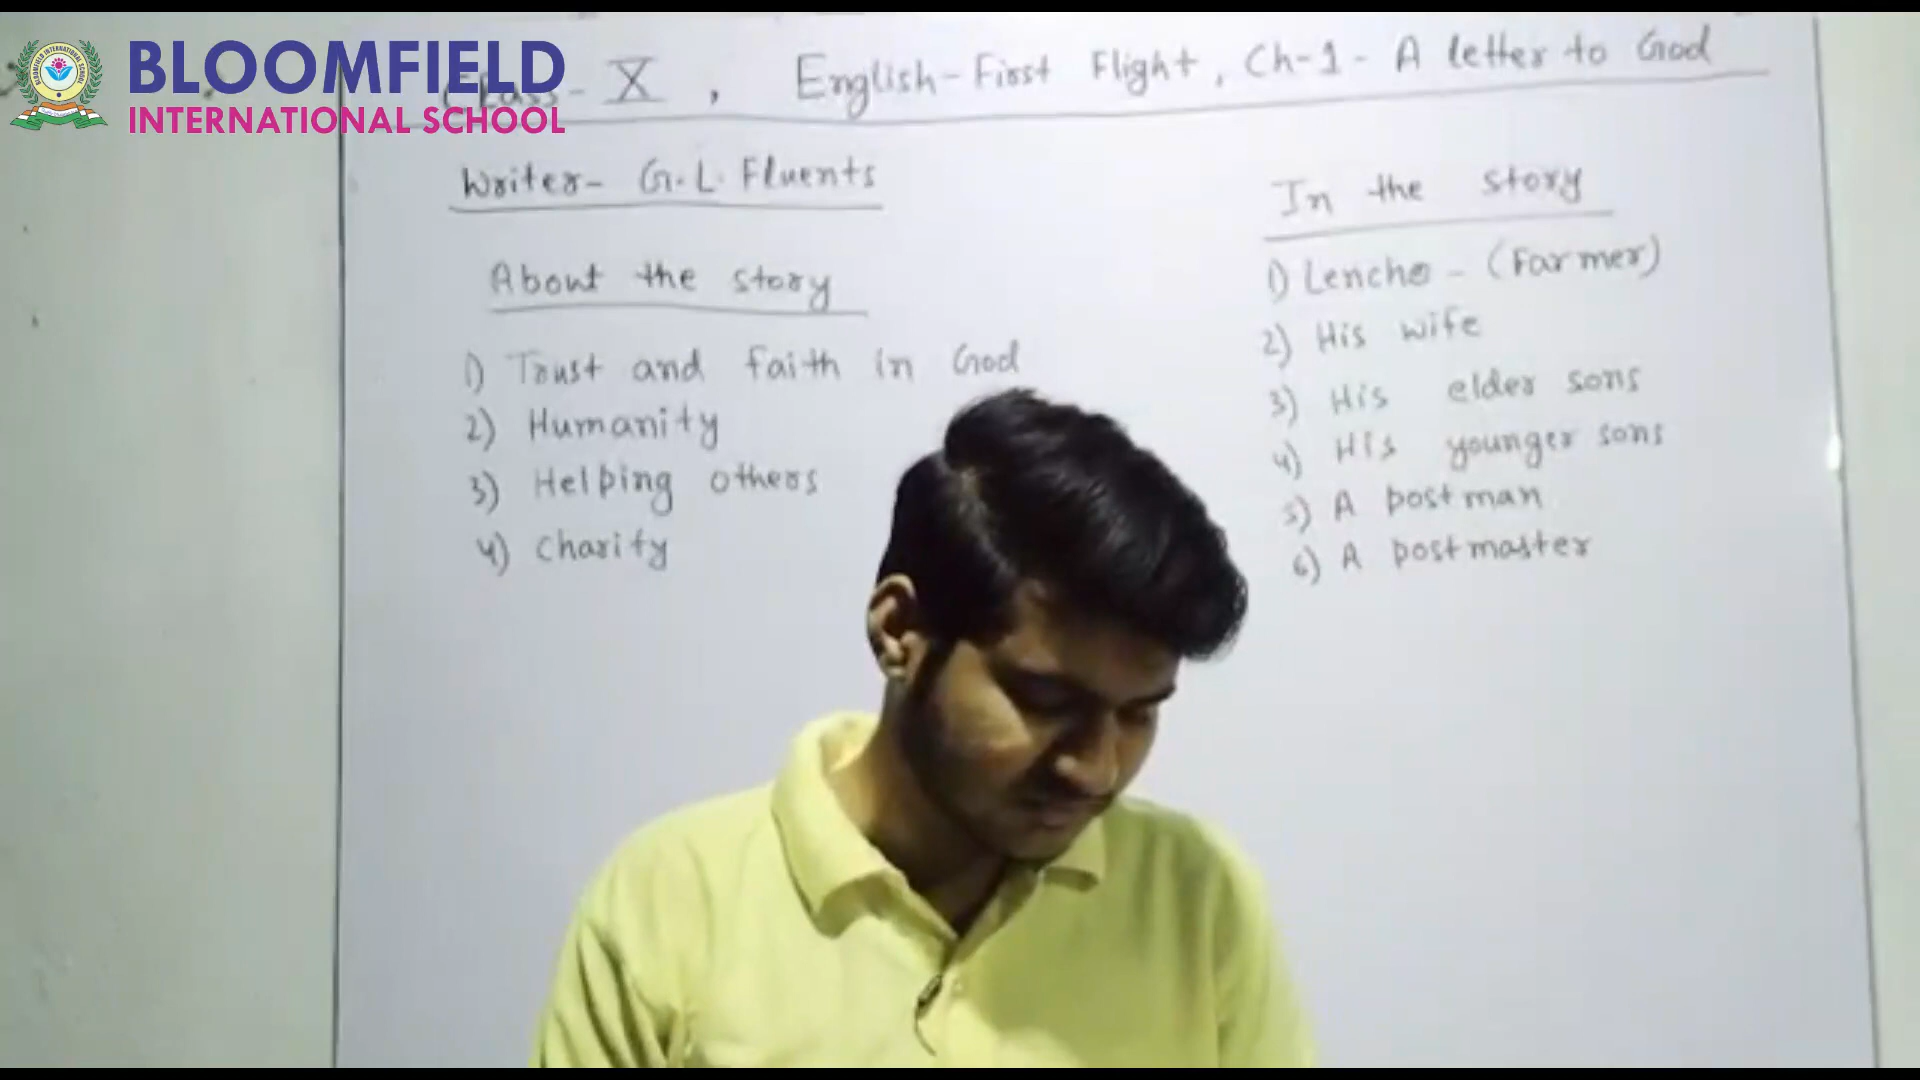 BLOOMFIELD
INTERNATIONAL SCHOOL
Class - X , English - First Flight , Ch-1 - A letter to God
Writer - G.L. Fluents
About the story
1) Trust and faith in God
2) Humanity
3) Helping others
4) Charity
In the story
1) Lencho - (Farmer)
2) His wife
3) His elder sons
4) His younger sons
5) A postman
6) A postmaster